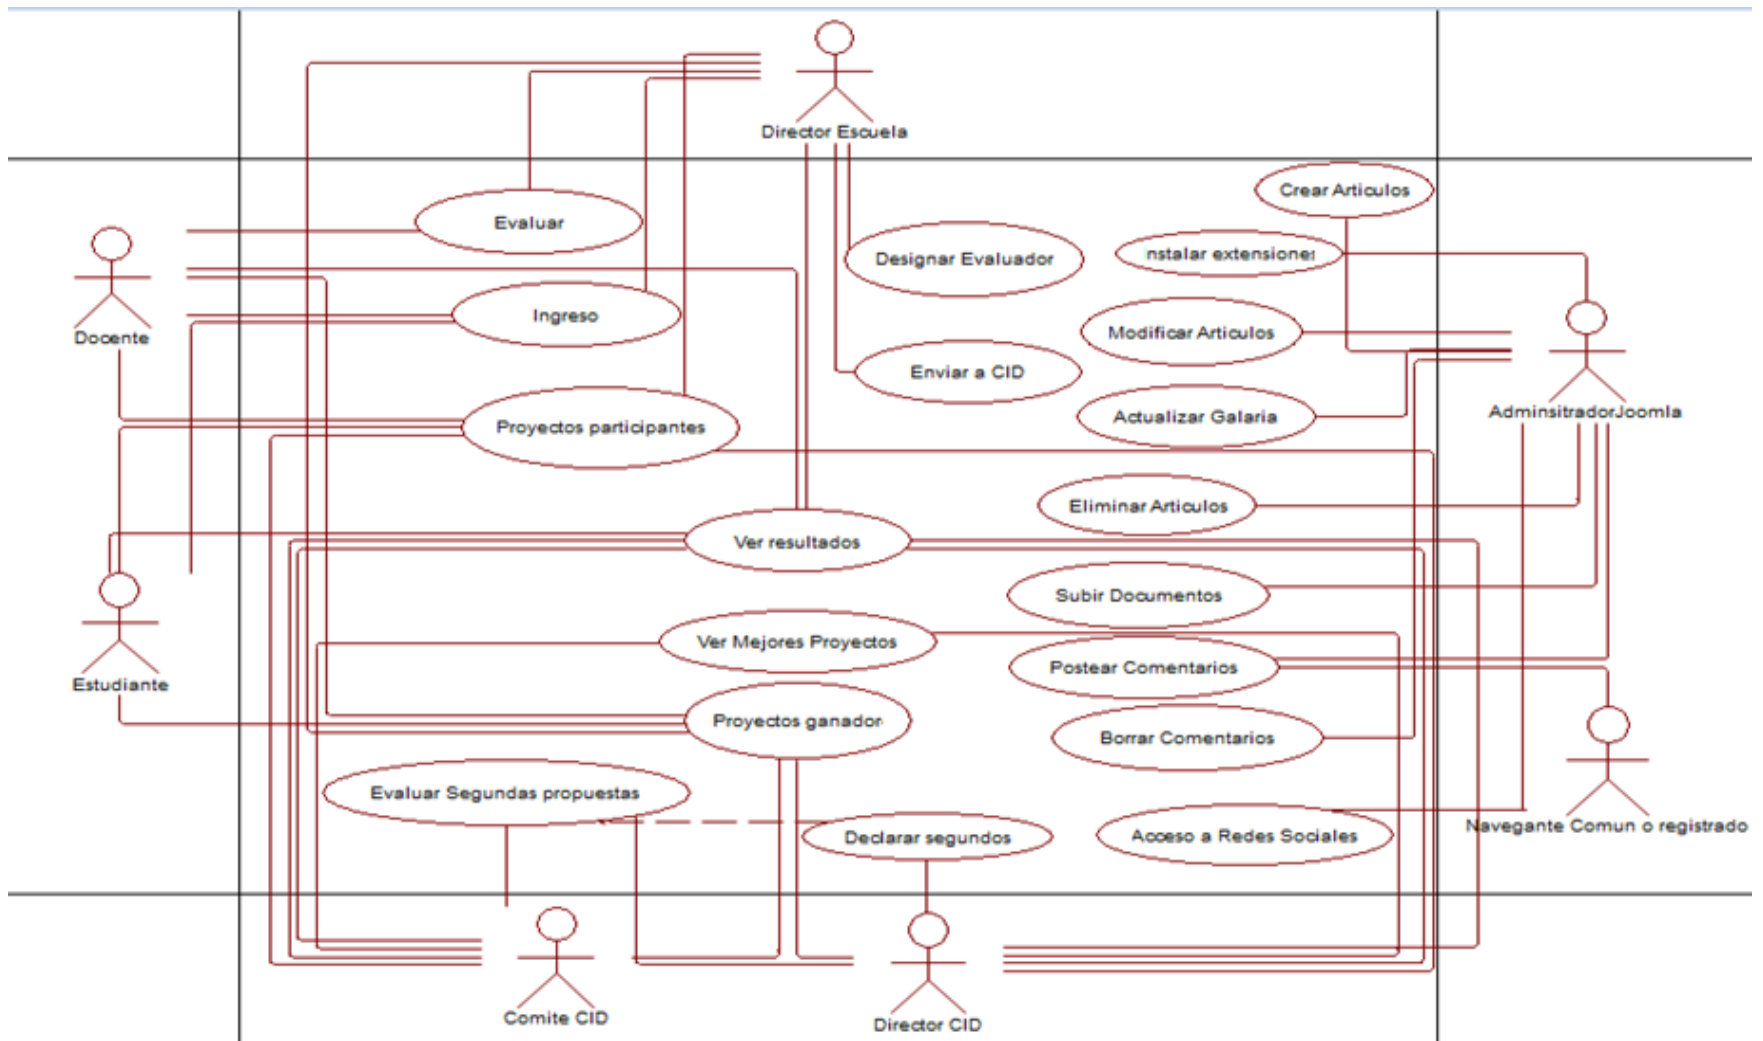 Director Escuela
Crear Articulos
Evaluar
Designar Evaluador
nstalar extensiones
Ingreso
Docente
Modificar Articulos
Enviar a CID
Adminsitrador Joomla
Actualizar Galaria
Proyectos participantes
Eliminar Articulos
Ver resultados
Subir Documentos
Ver Mejores Proyectos
Postear Comentarios
Estudiante
Proyectos ganador
Borrar Comentarios
Evaluar Segundas propuestas
Declarar segundos
Acceso a Redes Sociales
Navegante Comun o registrado
Comite CID
Director CID